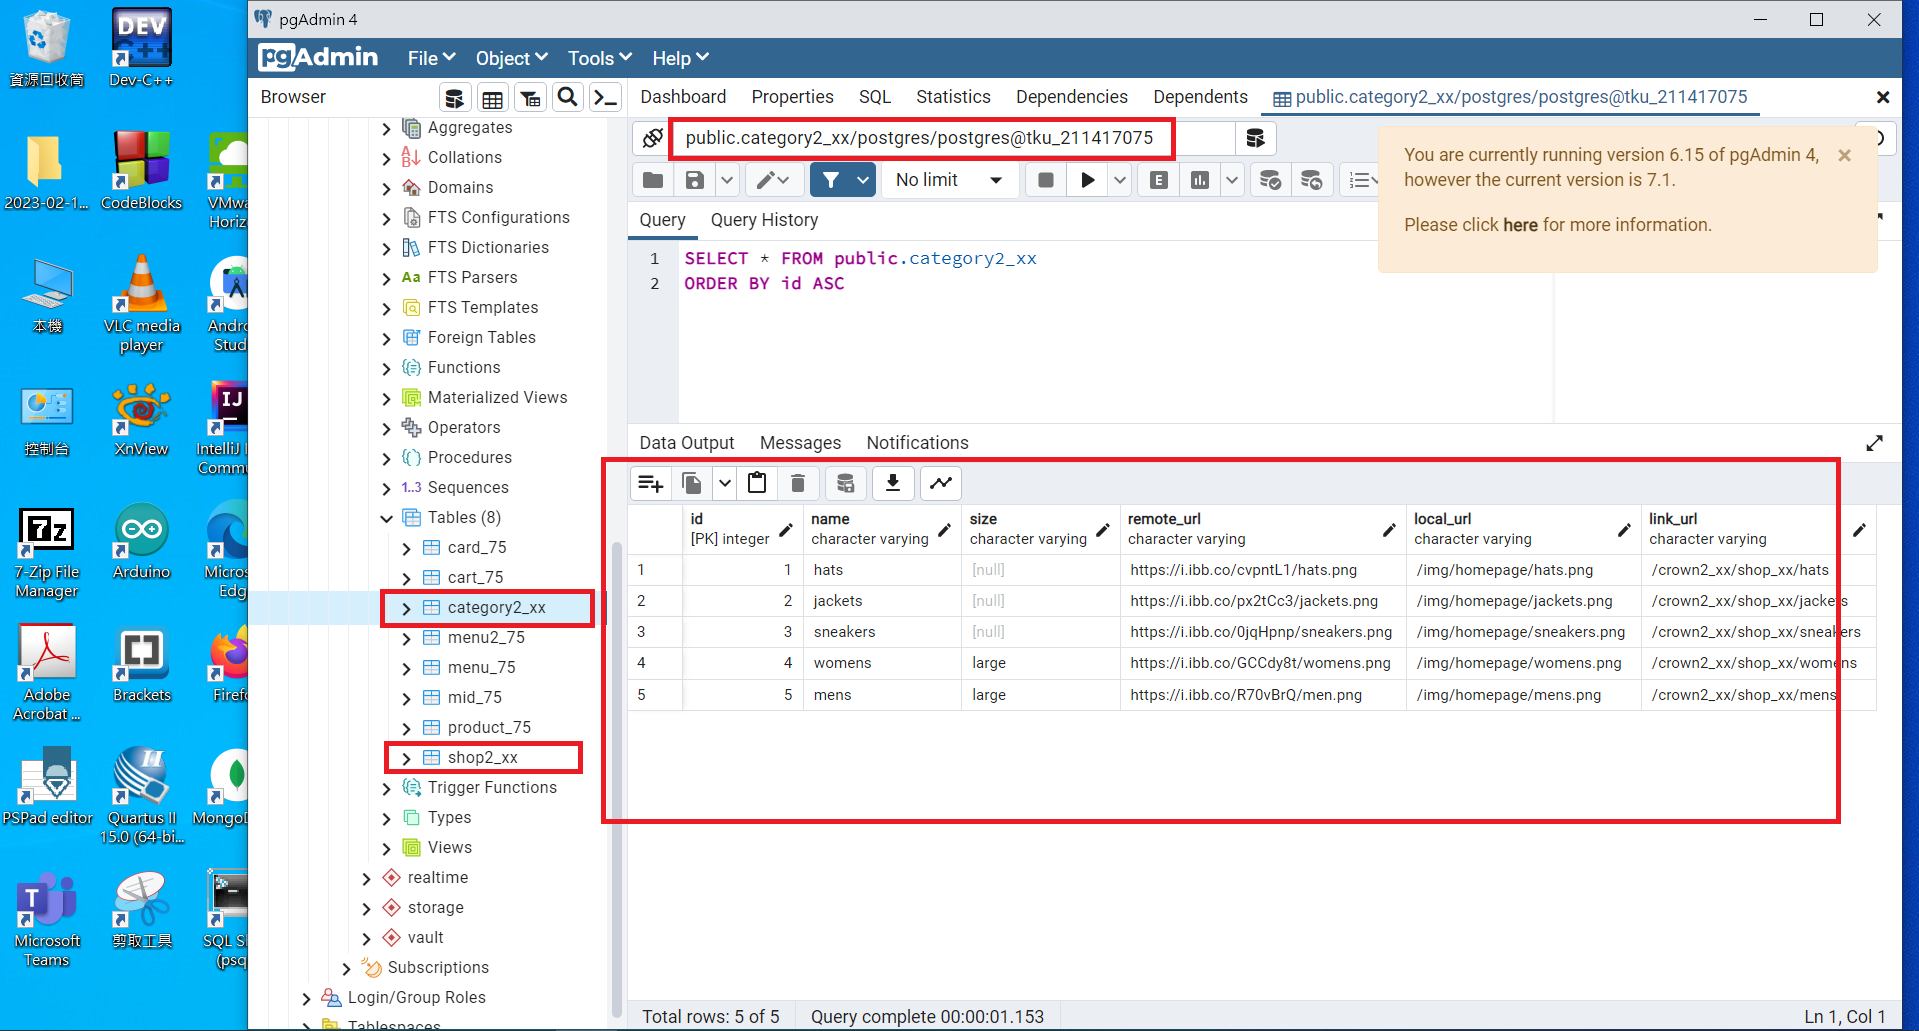 資源回收筒
DEV
C++
Dev-C++
2023-02-1...
CodeBlocks
VMwa
Horiz
本機
VLC media
player
Andro
Stud
控制台
XnView
IJ
IntelliJ I
Commu
7z
7-Zip File
Manager
Arduino
Micros
Edg
Adobe
Acrobat ...
Brackets
Firefo
PSPad editor
II
Quartus II
15.0 (64-bi...
MongoD
T
Microsoft
Teams
剪取工具
SQL S
(psq
pgAdmin 4
pgAdmin
File
Object
Tools
Help
Browser
Aggregates
Collations
Domains
FTS Configurations
FTS Dictionaries
Aa FTS Parsers
FTS Templates
Foreign Tables
Functions
Materialized Views
Operators
Procedures
1..3 Sequences
Tables (8)
card_75
cart_75
category2_xx
menu2_75
menu_75
mid_75
product_75
shop2_xx
Trigger Functions
Types
Views
realtime
storage
vault
Subscriptions
Login/Group Roles
Tablespaces
Dashboard Properties SQL Statistics Dependencies Dependents public.category2_xx/postgres/postgres@tku_211417075
public.category2_xx/postgres/postgres@tku_211417075
No limit
E
You are currently running version 6.15 of pgAdmin 4,
however the current version is 7.1.
Please click here for more information.
Query Query History
1 SELECT * FROM public.category2_xx
2 ORDER BY id ASC
Data Output Messages Notifications
id name size remote_url local_url link_url
[PK] integer character varying character varying character varying character varying character varying
1 1 hats [null] https://i.ibb.co/cvpntL1/hats.png /img/homepage/hats.png /crown2_xx/shop_xx/hats
2 2 jackets [null] https://i.ibb.co/px2tCc3/jackets.png /img/homepage/jackets.png /crown2_xx/shop_xx/jackets
3 3 sneakers [null] https://i.ibb.co/0jqHpnp/sneakers.png /img/homepage/sneakers.png /crown2_xx/shop_xx/sneakers
4 4 womens large https://i.ibb.co/GCCdy8t/womens.png /img/homepage/womens.png /crown2_xx/shop_xx/womens
5 5 mens large https://i.ibb.co/R70vBrQ/men.png /img/homepage/mens.png /crown2_xx/shop_xx/mens
Total rows: 5 of 5 Query complete 00:00:01.153 Ln 1, Col 1